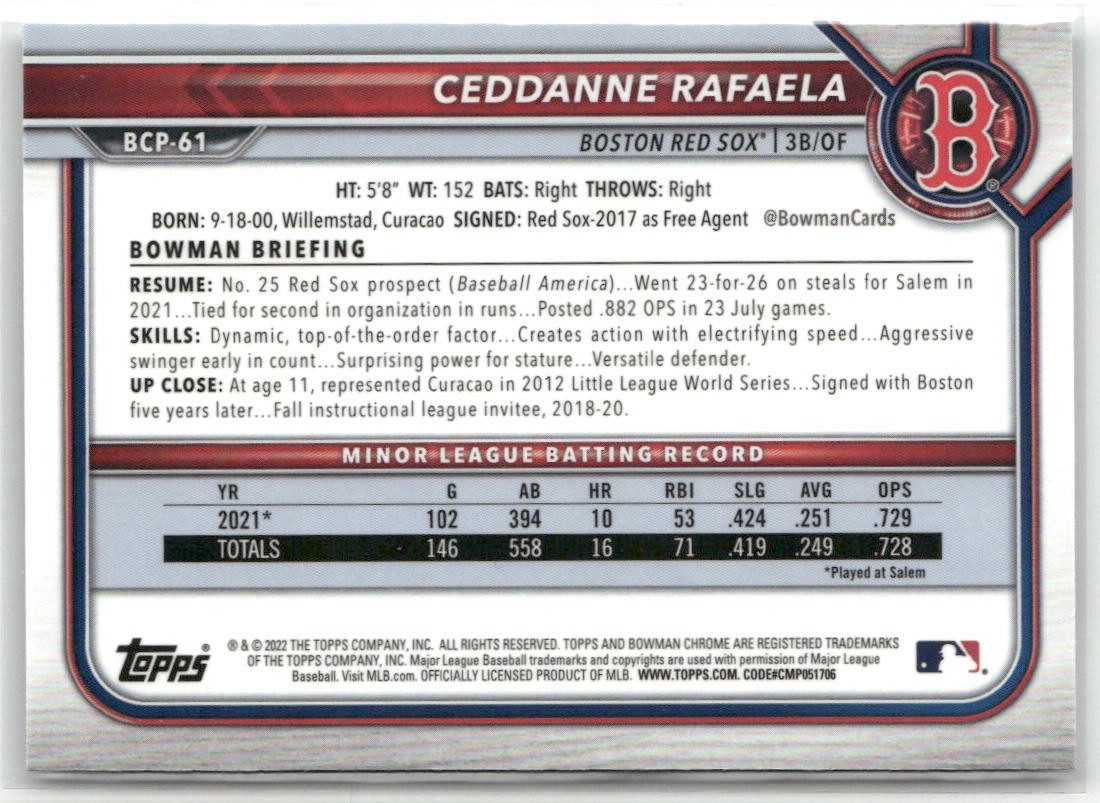 CEDDANNE RAFAELA
B
®
BCP-61
BOSTON RED SOX® | 3B/OF
HT: 5'8" WT: 152 BATS: Right THROWS: Right
BORN: 9-18-00, Willemstad, Curacao SIGNED: Red Sox-2017 as Free Agent @BowmanCards
BOWMAN BRIEFING
RESUME: No. 25 Red Sox prospect (Baseball America)...Went 23-for-26 on steals for Salem in
2021...Tied for second in organization in runs...Posted .882 OPS in 23 July games.
SKILLS: Dynamic, top-of-the-order factor...Creates action with electrifying speed...Aggressive
swinger early in count...Surprising power for stature...Versatile defender.
UP CLOSE: At age 11, represented Curacao in 2012 Little League World Series...Signed with Boston
five years later...Fall instructional league invitee, 2018-20.
MINOR LEAGUE BATTING RECORD
YR G AB HR RBI SLG AVG OPS
2021* 102 394 10 53 .424 .251 .729
TOTALS 146 558 16 71 .419 .249 .728
*Played at Salem
topps®
® & © 2022 THE TOPPS COMPANY, INC. ALL RIGHTS RESERVED. TOPPS AND BOWMAN CHROME ARE REGISTERED TRADEMARKS
OF THE TOPPS COMPANY, INC. Major League Baseball trademarks and copyrights are used with permission of Major League
Baseball. Visit MLB.com. OFFICIALLY LICENSED PRODUCT OF MLB. WWW.TOPPS.COM. CODE#CMP051706